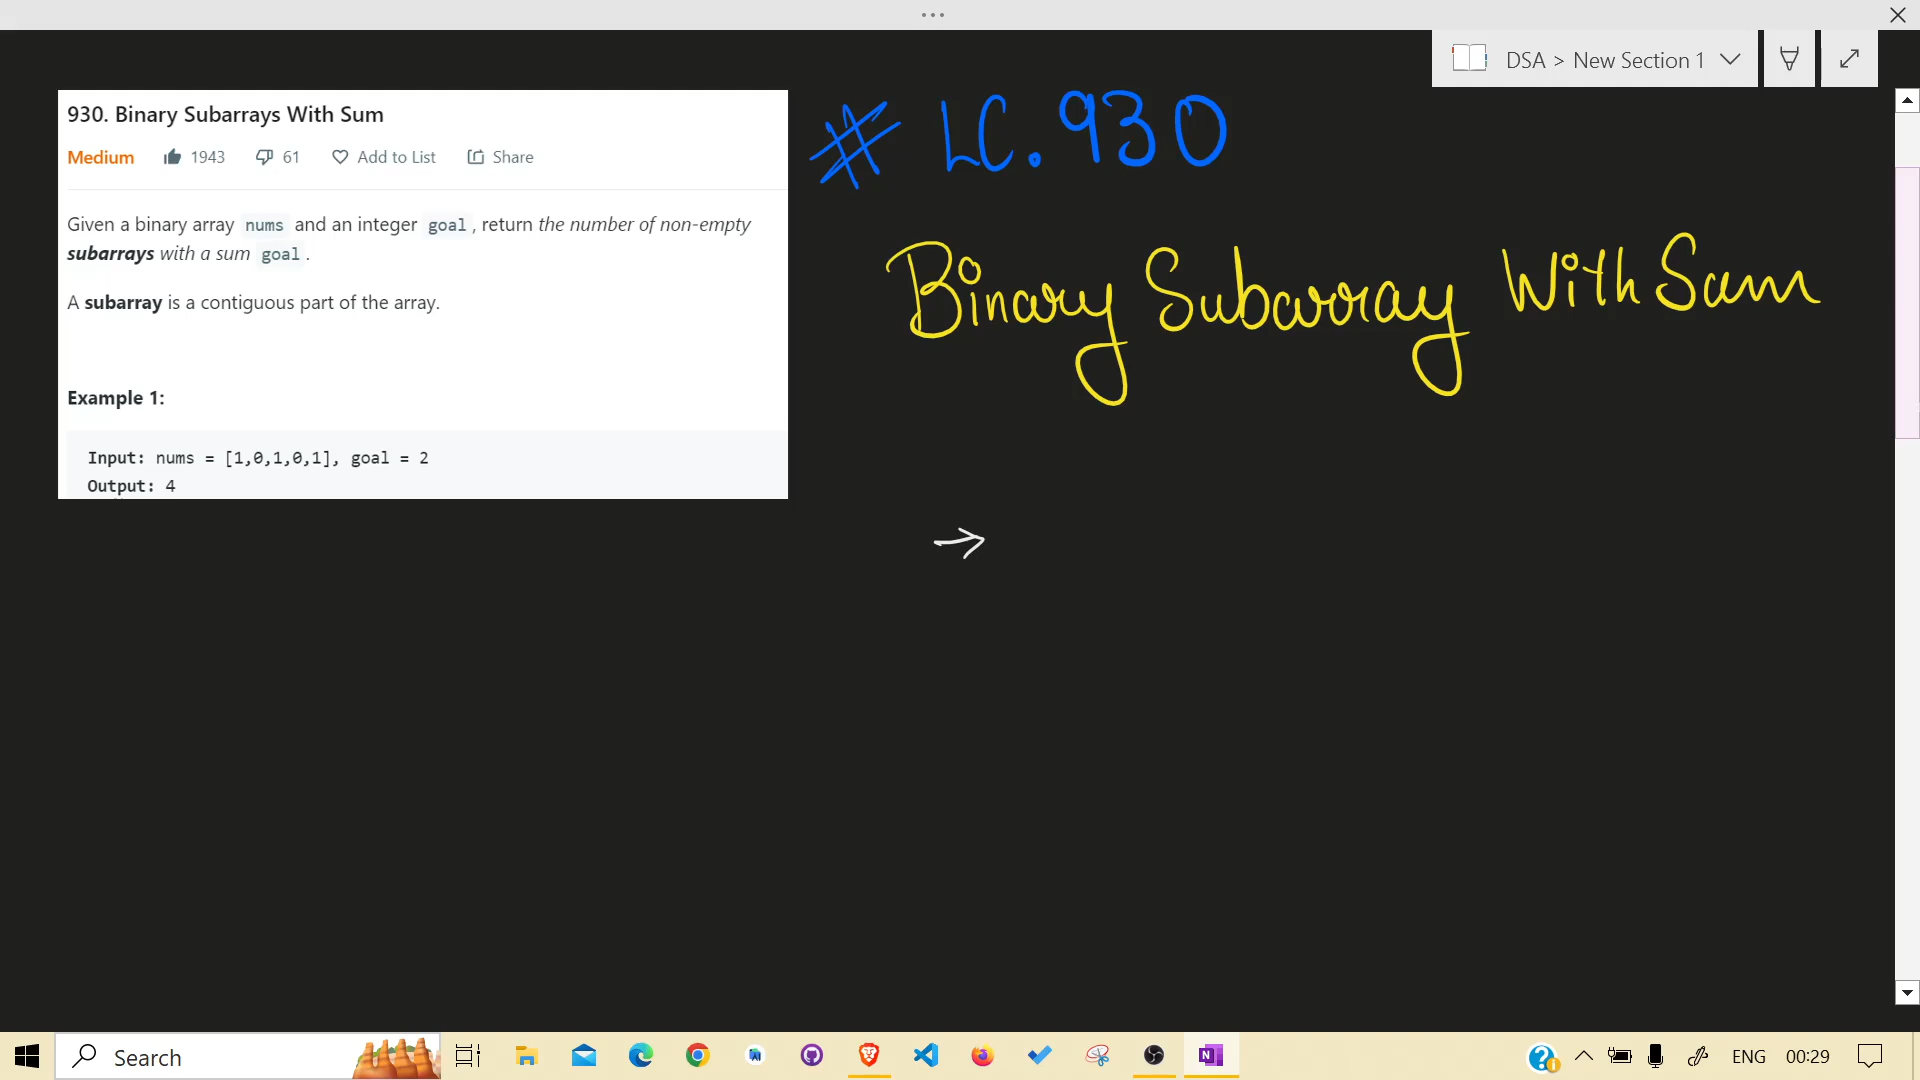 DSA > New Section 1
930. Binary Subarrays With Sum
Medium 1943 61 Add to List Share
Given a binary array nums and an integer goal, return the number of non-empty
subarrays with a sum goal.
A subarray is a contiguous part of the array.
Example 1:
Input: nums = [1,0,1,0,1], goal = 2
Output: 4
# LC.930
Binary Subarray With Sum
→
Search
ENG 00:29